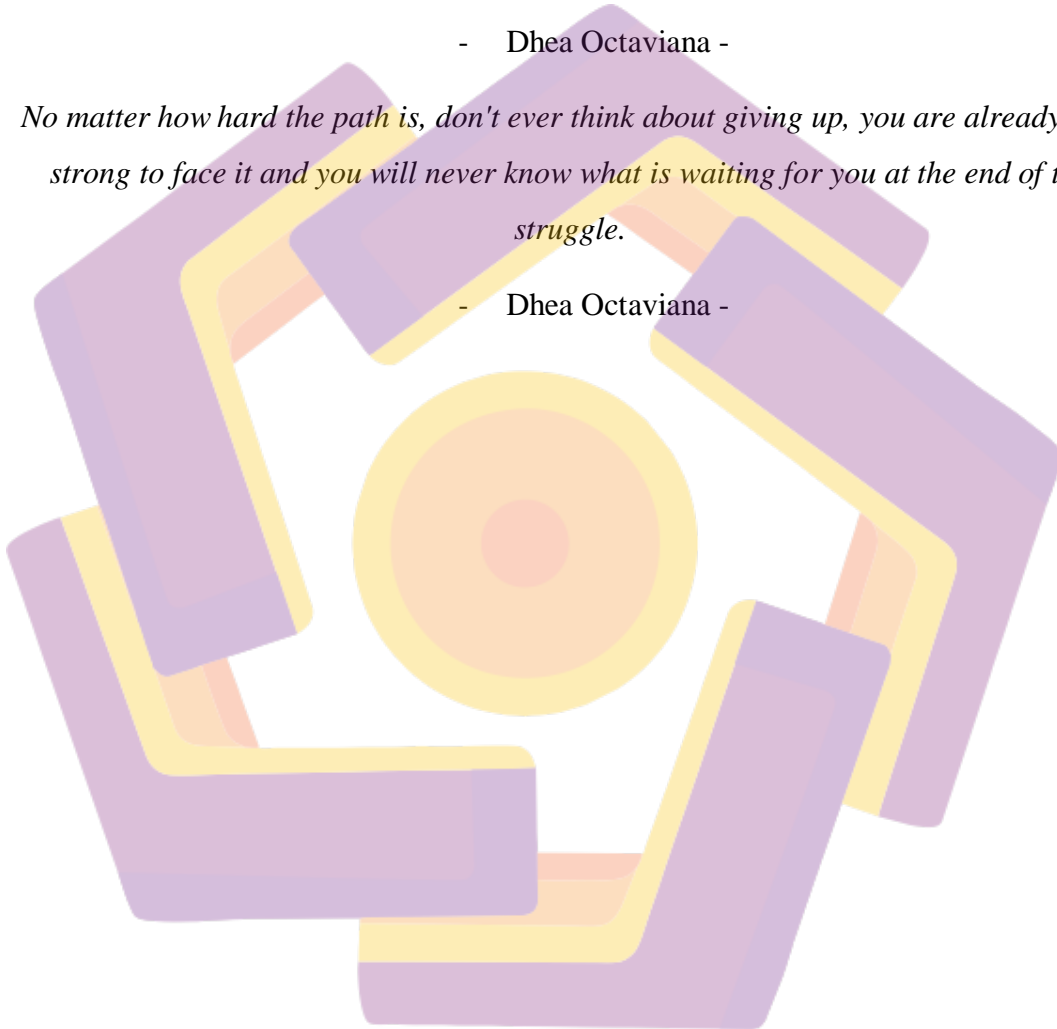 - Dhea Octaviana -
No matter how hard the path is, don't ever think about giving up, you are already
strong to face it and you will never know what is waiting for you at the end of t
struggle.
- Dhea Octaviana -